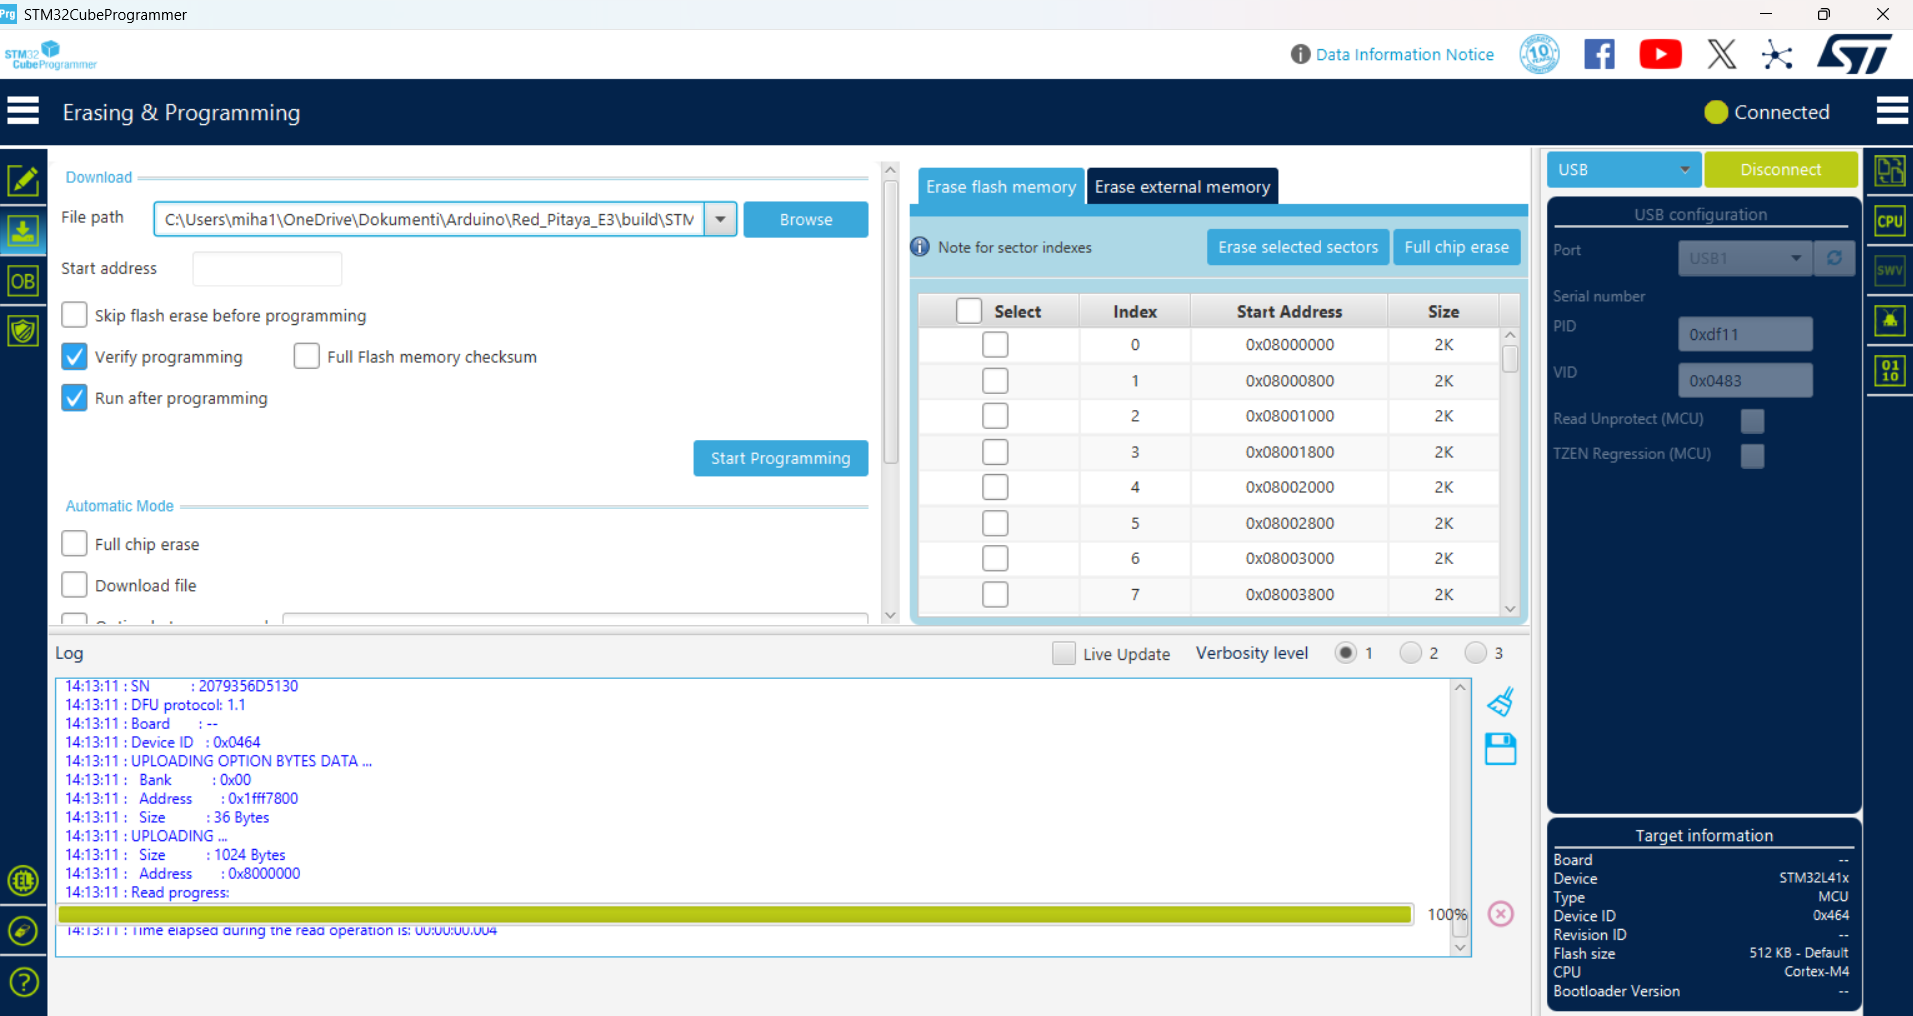 Prg STM32CubeProgrammer
STM32
CubeProgrammer
Data Information Notice
10
YEARS
Erasing & Programming
Connected
Download
File path
C:\Users\miha1\OneDrive\Dokumenti\Arduino\Red_Pitaya_E3\build\STM
Browse
Start address
Skip flash erase before programming
Verify programming
Full Flash memory checksum
Run after programming
Start Programming
Automatic Mode
Full chip erase
Download file
OB
Erase flash memory
Erase external memory
Note for sector indexes
Erase selected sectors
Full chip erase
Select Index Start Address Size
0 0x08000000 2K
1 0x08000800 2K
2 0x08001000 2K
3 0x08001800 2K
4 0x08002000 2K
5 0x08002800 2K
6 0x08003000 2K
7 0x08003800 2K
Log
Live Update
Verbosity level
1
2
3
14:13:11 : SN : 2079356D5130
14:13:11 : DFU protocol: 1.1
14:13:11 : Board : --
14:13:11 : Device ID : 0x0464
14:13:11 : UPLOADING OPTION BYTES DATA ...
14:13:11 : Bank : 0x00
14:13:11 : Address : 0x1fff7800
14:13:11 : Size : 36 Bytes
14:13:11 : UPLOADING ...
14:13:11 : Size : 1024 Bytes
14:13:11 : Address : 0x8000000
14:13:11 : Read progress:
100%
14:13:11 : Time elapsed during the read operation is: 00:00:00.004
USB
Disconnect
USB configuration
Port USB1
Serial number
PID 0xdf11
VID 0x0483
Read Unprotect (MCU)
TZEN Regression (MCU)
CPU
SWV
01
10
Target information
Board --
Device STM32L41x
Type MCU
Device ID 0x464
Revision ID --
Flash size 512 KB - Default
CPU Cortex-M4
Bootloader Version --
EL
?